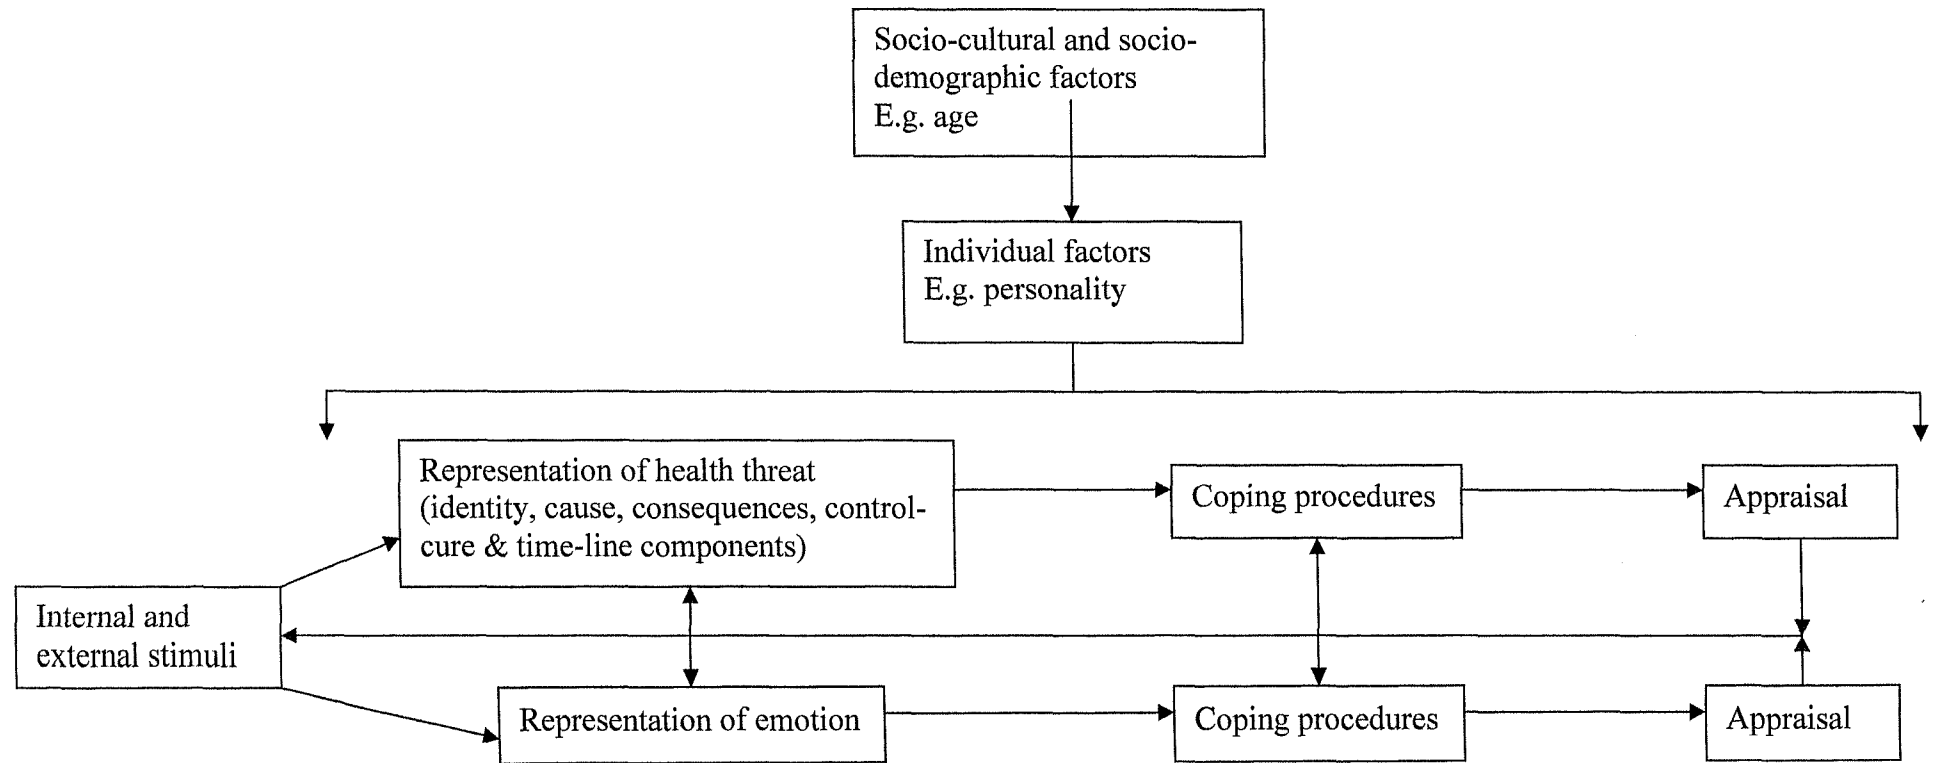 Socio-cultural and socio-
demographic factors
E.g. age
Individual factors
E.g. personality
Representation of health threat
(identity, cause, consequences, control-
cure & time-line components)
Coping procedures
Appraisal
Internal and
external stimuli
Representation of emotion
Coping procedures
Appraisal